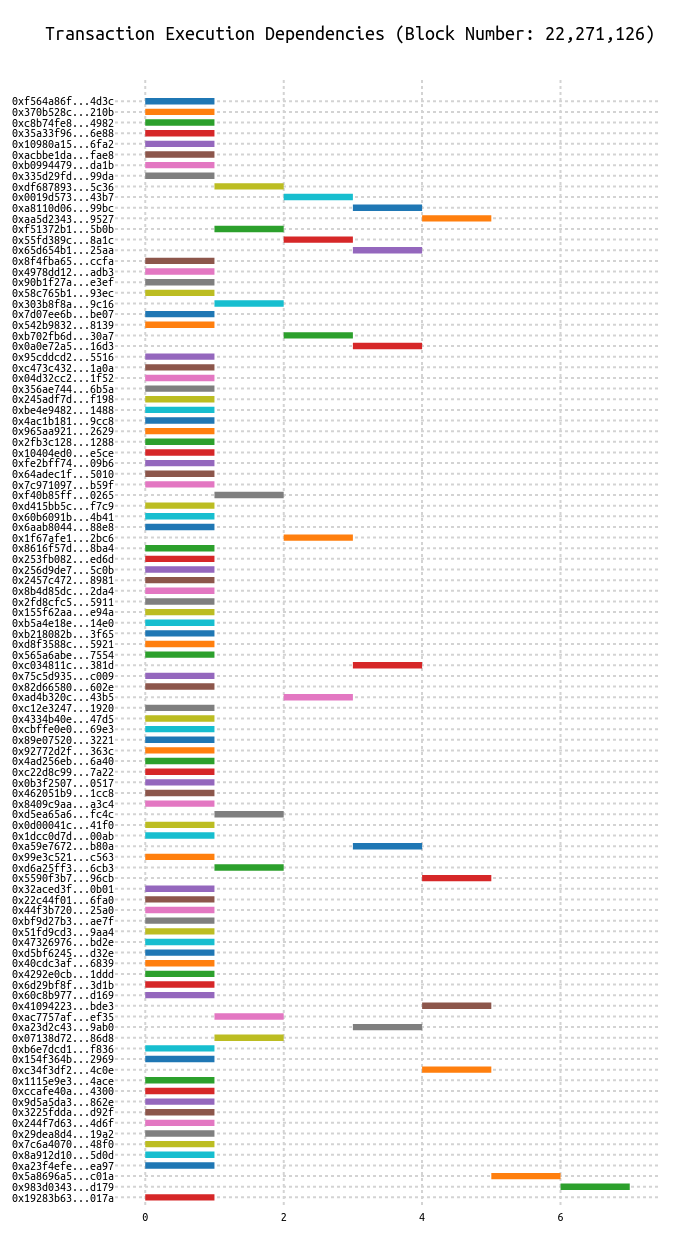 Transaction Execution Dependencies (Block Number: 22,271,126)
0xf564a86f...4d3c
0x370b528c...210b
0xc8b74fe8...4982
0x35a33f96...6e88
0x10980a15...6fa2
0xacbbe1da...fae8
0xb0994479...da1b
0x335d29fd...99da
0xdf687893...5c36
0x0019d573...43b7
0xa8110d06...99bc
0xaa5d2343...9527
0xf51372b1...5b0b
0x55fd389c...8a1c
0x65d654b1...25aa
0x8f4fba65...ccfa
0x4978dd12...adb3
0x90b1f27a...e3ef
0x58c765b1...93ec
0x303b8f8a...9c16
0x7d07ee6b...be07
0x542b9832...8139
0xb702fb6d...30a7
0x0a0e72a5...16d3
0x95cddcd2...5516
0xc473c432...1a0a
0x04d32cc2...1f52
0x356ae744...6b5a
0x245adf7d...f198
0xbe4e9482...1488
0x4ac1b181...9cc8
0x965aa921...2629
0x2fb3c128...1288
0x10404ed0...e5ce
0xfe2bff74...09b6
0x64adec1f...5010
0x7c971097...b59f
0xf40b85ff...0265
0xd415bb5c...f7c9
0x60b6091b...4b41
0x6aab8044...88e8
0x1f67afe1...2bc6
0x8616f57d...8ba4
0x253fb082...ed6d
0x256d9de7...5c0b
0x2457c472...8981
0x8b4d85dc...2da4
0x2fd8cfc5...5911
0x155f62aa...e94a
0xb5a4e18e...14e0
0xb218082b...3f65
0xd8f3588c...5921
0x565a6abe...7554
0xc034811c...381d
0x75c5d935...c009
0x82d66580...602e
0xad4b320c...43b5
0xc12e3247...1920
0x4334b40e...47d5
0xcbffe0e0...69e3
0x89e07520...3221
0x92772d2f...363c
0x4ad256eb...6a40
0xc22d8c99...7a22
0x0b3f2507...0517
0x462051b9...1cc8
0x8409c9aa...a3c4
0xd5ea65a6...fc4c
0x0d00041c...41f0
0x1dcc0d7d...00ab
0xa59e7672...b80a
0x99e3c521...c563
0xd6a25ff3...6cb3
0x5590f3b7...96cb
0x32aced3f...0b01
0x22c44f01...6fa0
0x44f3b720...25a0
0xbf9d27b3...ae7f
0x51fd9cd3...9aa4
0x47326976...bd2e
0xd5bf6245...d32e
0x40cdc3af...6839
0x4292e0cb...1ddd
0x6d29bf8f...3d1b
0x60c8b977...d169
0x41094223...bde3
0xac7757af...ef35
0xa23d2c43...9ab0
0x07138d72...86d8
0xb6e7dcd1...f836
0x154f364b...2969
0xc34f3df2...4c0e
0x1115e9e3...4ace
0xccafe40a...4300
0x9d5a5da3...862e
0x3225fdda...d92f
0x244f7d63...4d6f
0x29dea8d4...19a2
0x7c6a4070...48f0
0x8a912d10...5d0d
0xa23f4efe...ea97
0x5a8696a5...c01a
0x983d0343...d179
0x19283b63...017a
0 2 4 6